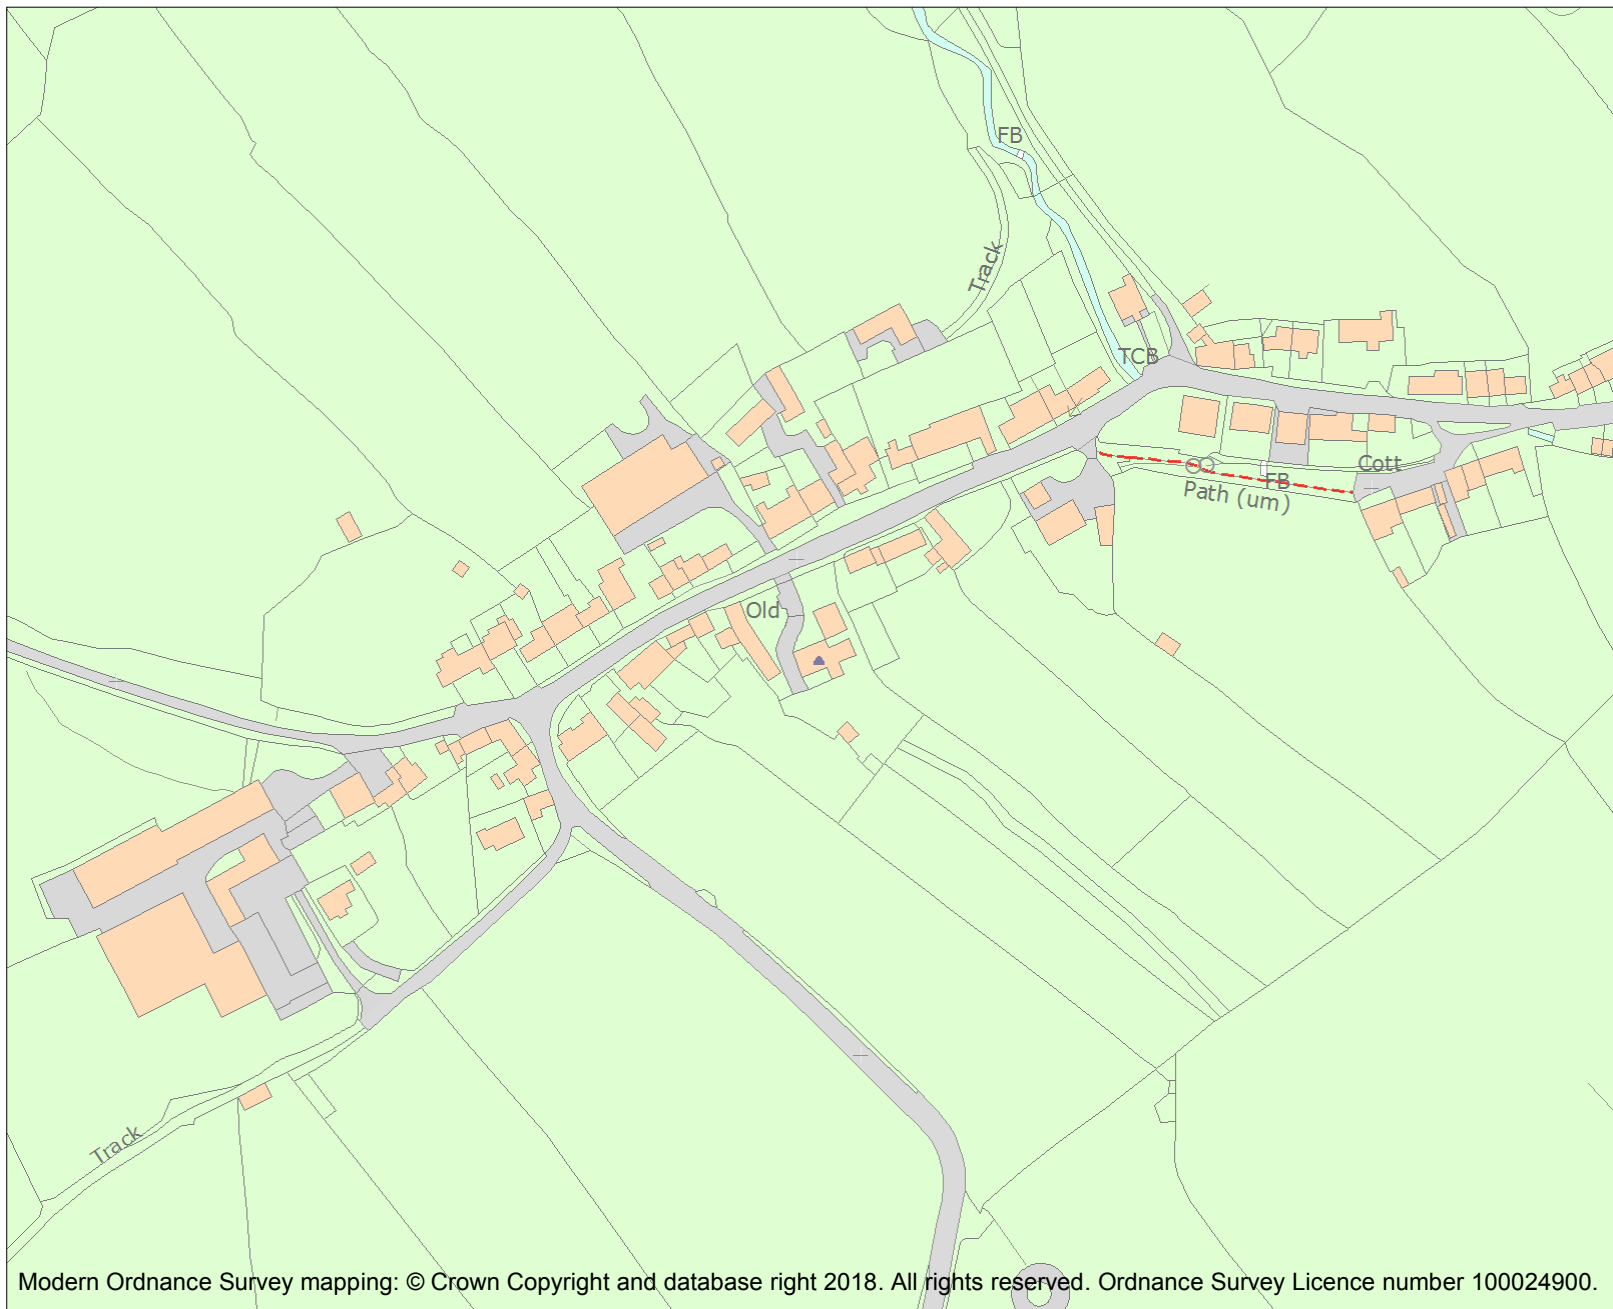 FB
Track
TCB
Cott
FB
Path (um)
Old
Track
Modern Ordnance Survey mapping: © Crown Copyright and database right 2018. All rights reserved. Ordnance Survey Licence number 100024900.